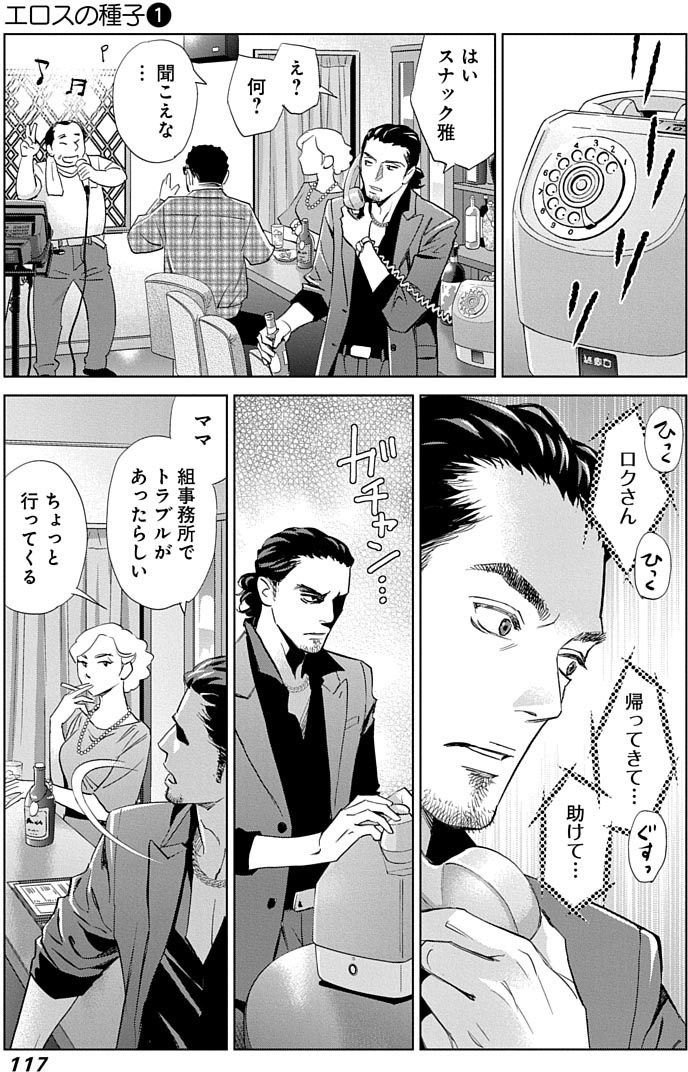 エロスの種子❶
はい
スナック雅
え?
何?
聞こえな
…
ひっく
ロクさん
ひっく
帰ってきて…
助けて…
ぐすっ
ガチャン…
ママ
組事務所で
トラブルが
あったらしい
ちょっと
行ってくる
117